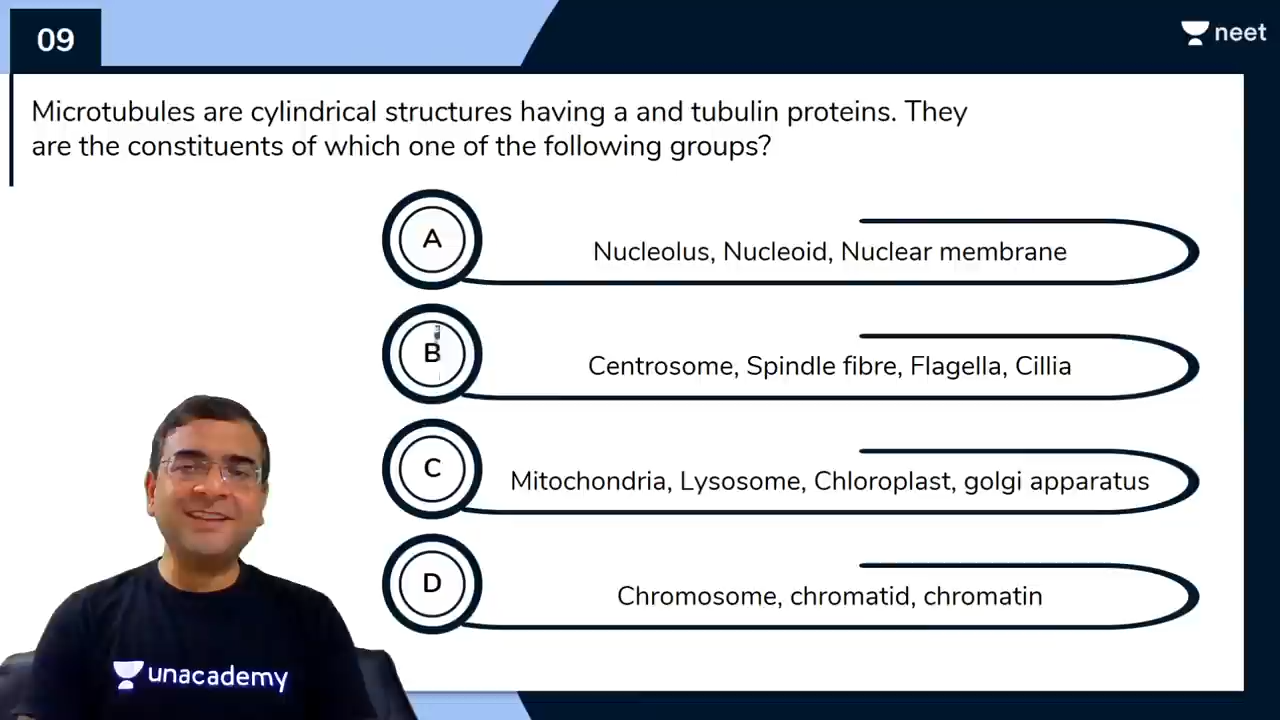 09
neet
Microtubules are cylindrical structures having a and tubulin proteins. They
are the constituents of which one of the following groups?
A
Nucleolus, Nucleoid, Nuclear membrane
B
Centrosome, Spindle fibre, Flagella, Cillia
C
Mitochondria, Lysosome, Chloroplast, golgi apparatus
D
Chromosome, chromatid, chromatin
unacademy